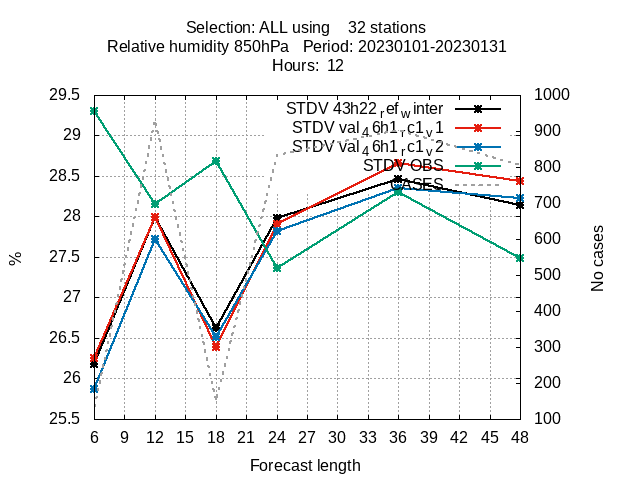 Selection: ALL using    32 stations
Relative humidity 850hPa   Period: 20230101-20230131
Hours:  12
STDV 43h22_ref_winter
STDV val_46h1_rc1_v1
STDV val_46h1_rc1_v2
STDV OBS
CASES
29.5
29
28.5
28
27.5
27
26.5
26
25.5
%
1000
900
800
700
600
500
400
300
200
100
No cases
6 9 12 15 18 21 24 27 30 33 36 39 42 45 48
Forecast length